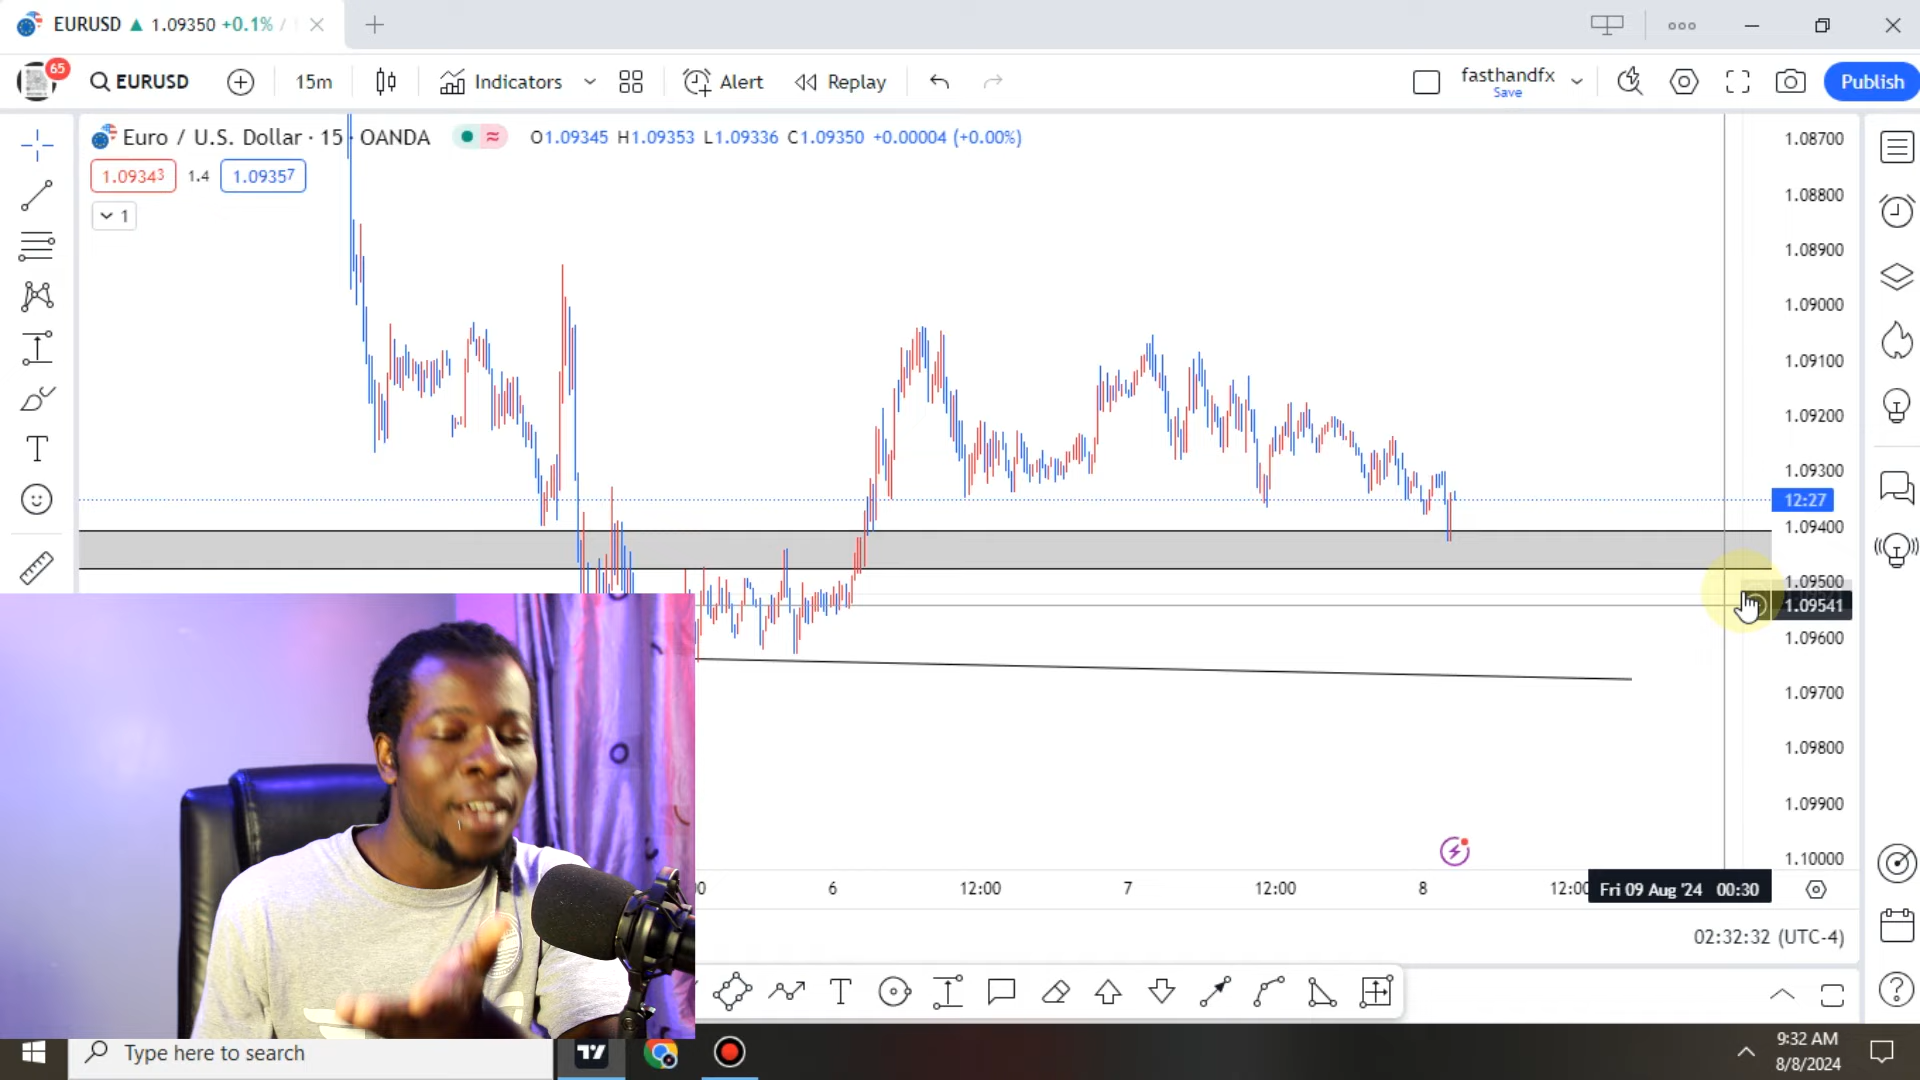 EURUSD ▲ 1.09350 +0.1% /
65
EURUSD
15m
Indicators
Alert
Replay
fasthandfx
Save
Publish
Euro / U.S. Dollar · 15 · OANDA
O1.09345 H1.09353 L1.09336 C1.09350 +0.00004 (+0.00%)
1.09343 1.4 1.09357
1
1.08700
1.08800
1.08900
1.09000
1.09100
1.09200
1.09300
12:27
1.09400
1.09500
1.09541
1.09600
1.09700
1.09800
1.09900
1.10000
6 12:00 7 12:00 8 12:00 Fri 09 Aug '24 00:30
02:32:32 (UTC-4)
Type here to search
9:32 AM
8/8/2024